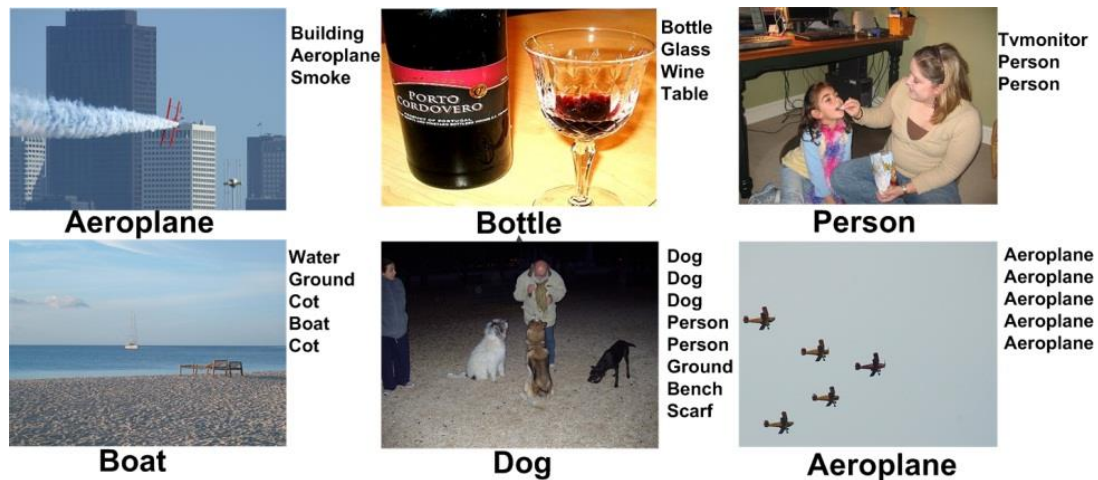 Building
Aeroplane
Smoke
Aeroplane
PORTO
CORDOVERO
Bottle
Glass
Wine
Table
Bottle
Tvmonitor
Person
Person
Person
Water
Ground
Cot
Boat
Cot
Boat
Dog
Dog
Dog
Person
Person
Ground
Bench
Scarf
Dog
Aeroplane
Aeroplane
Aeroplane
Aeroplane
Aeroplane
Aeroplane